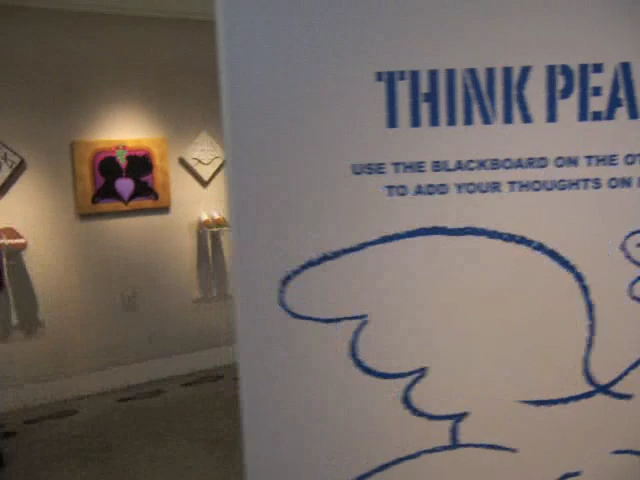 THINK PEA
USE THE BLACKBOARD ON THE OT
TO ADD YOUR THOUGHTS ON